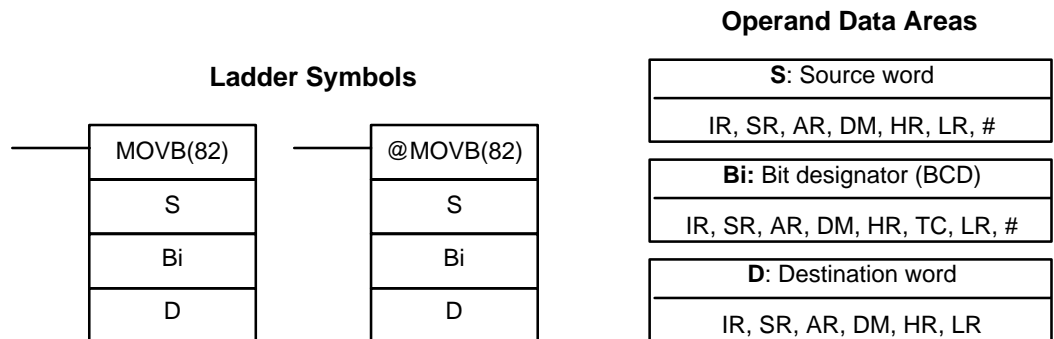 Ladder Symbols
MOVB(82)
S
Bi
D
@MOVB(82)
S
Bi
D
Operand Data Areas
S: Source word
IR, SR, AR, DM, HR, LR, #
Bi: Bit designator (BCD)
IR, SR, AR, DM, HR, TC, LR, #
D: Destination word
IR, SR, AR, DM, HR, LR